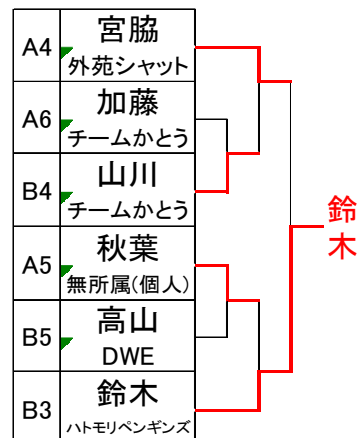 A4
宮脇
外苑シャット
A6
加藤
チームかとう
B4
山川
チームかとう
A5
秋葉
無所属(個人)
B5
高山
DWE
B3
鈴木
ハトモリペンギンズ
鈴木